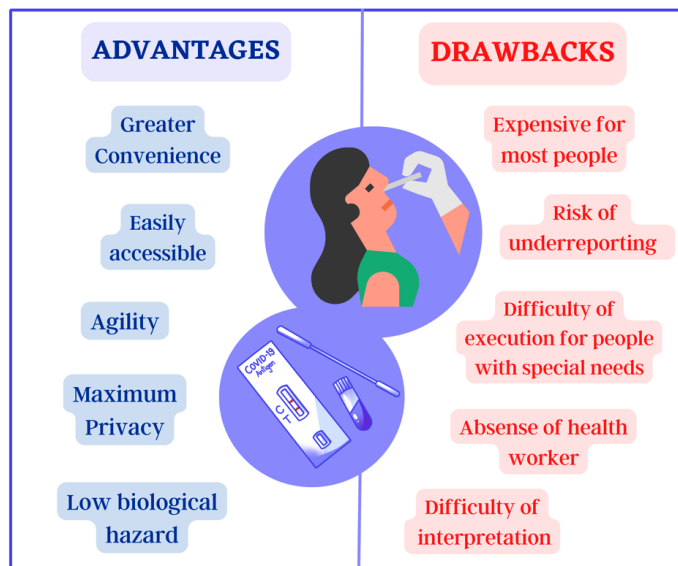 ADVANTAGES
Greater
Convenience
Easily
accessible
Agility
Maximum
Privacy
Low biological
hazard
COVID-19
Antigen
C
T
DRAWBACKS
Expensive for
most people
Risk of
underreporting
Difficulty of
execution for people
with special needs
Absense of health
worker
Difficulty of
interpretation